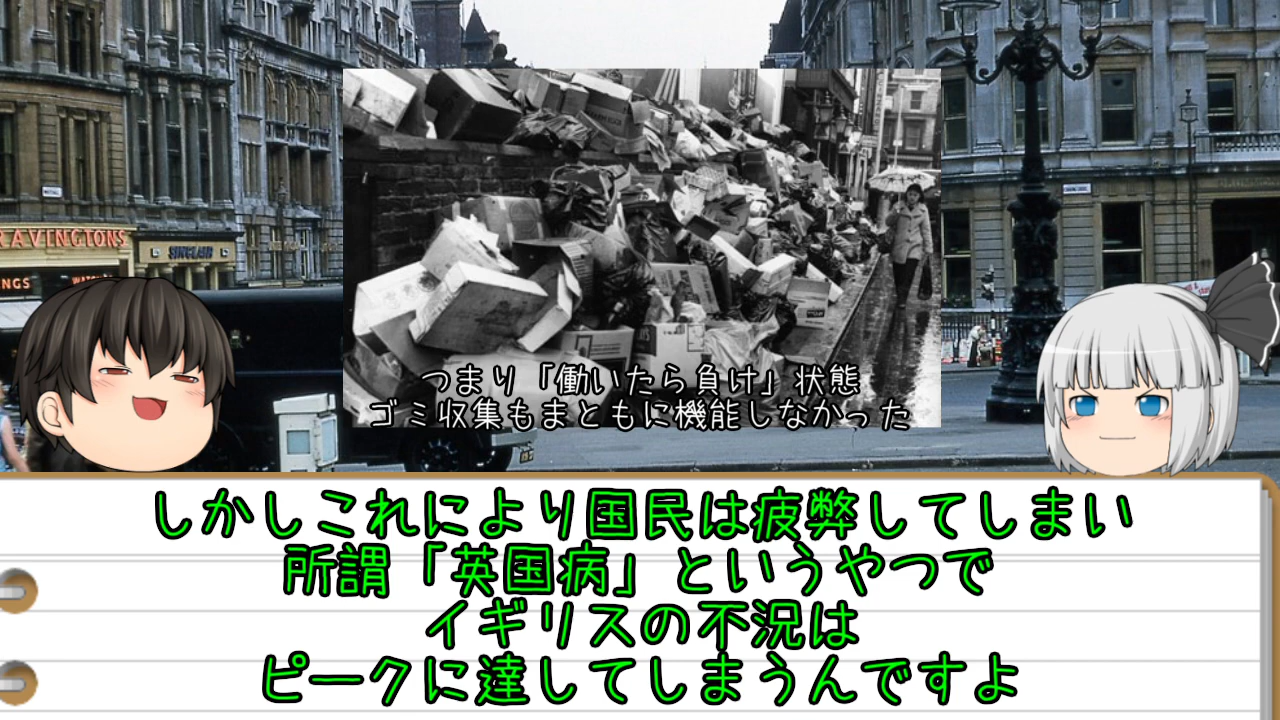 RAVINGTONS
SINCLAIR
NGS
つまり「働いたら負け」状態
ゴミ収集もまともに機能しなかった
しかしこれにより国民は疲弊してしまい
所謂「英国病」というやつで
イギリスの不況は
ピークに達してしまうんですよ